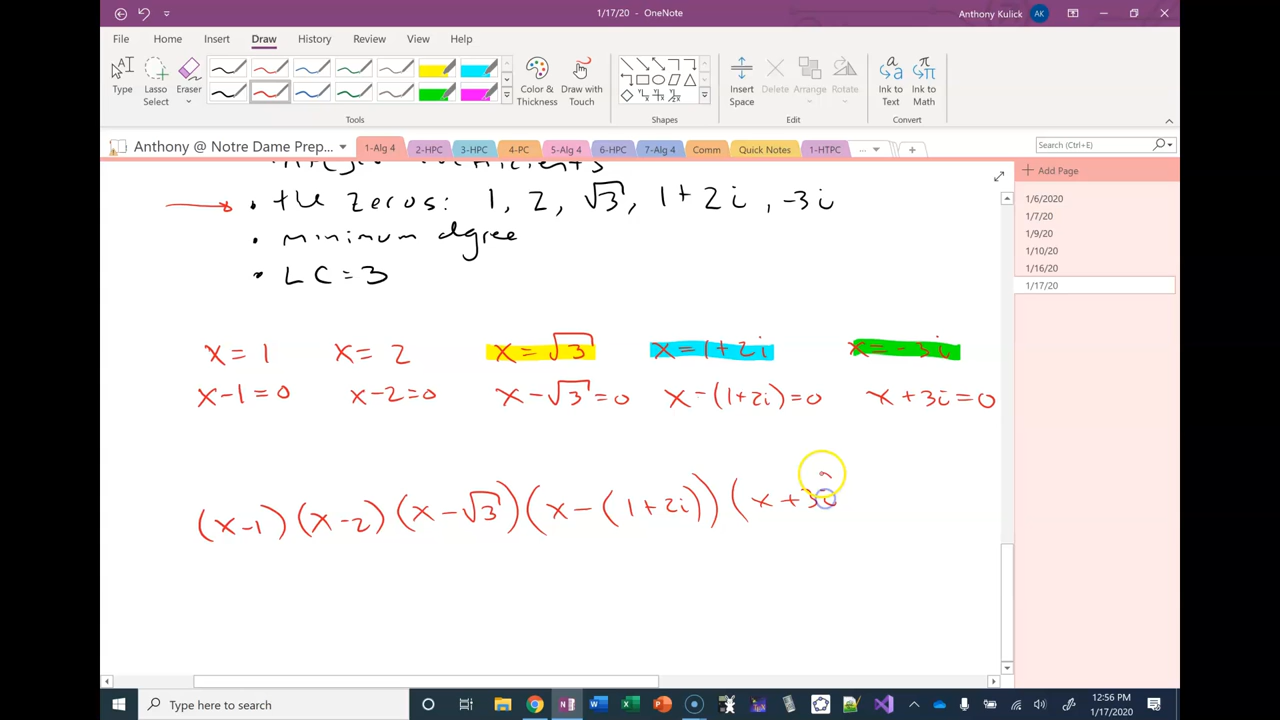 1/17/20 - OneNote
Anthony Kulick
AK
File Home Insert Draw History Review View Help
Type
Lasso Select
Eraser
Color & Thickness
Draw with Touch
Insert Space
Delete
Arrange
Rotate
Ink to Text
Ink to Math
Tools
Shapes
Edit
Convert
Anthony @ Notre Dame Prep...
1-Alg 4 2-HPC 3-HPC 4-PC 5-Alg 4 6-HPC 7-Alg 4 Comm Quick Notes 1-HTPC ...
Search (Ctrl+E)
Add Page
1/6/2020
1/7/20
1/9/20
1/10/20
1/16/20
1/17/20
• the zeros: 1, 2, √3, 1+2i, -3i
• minimum degree
• LC=3
x=1 x=2 x=√3 x=1+2i x=-3i
x-1=0 x-2=0 x-√3=0 x-(1+2i)=0 x+3i=0
(x-1)(x-2)(x-√3)(x-(1+2i))(x+3i
Type here to search
12:56 PM
1/17/2020